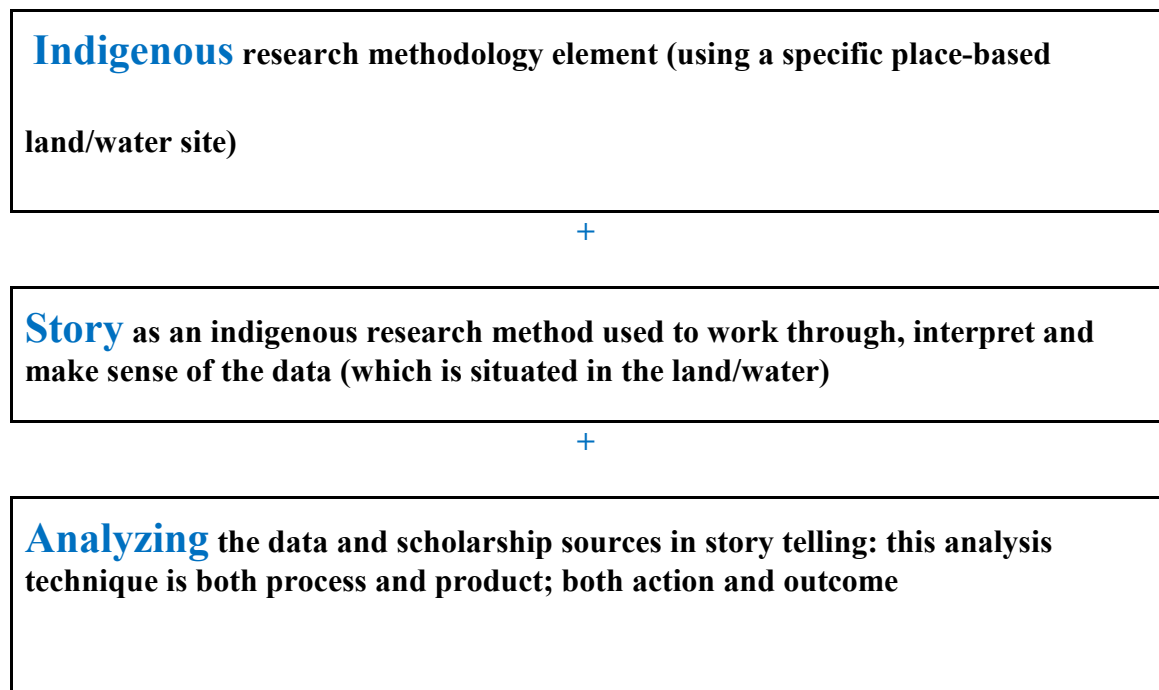 Indigenous research methodology element (using a specific place-based
land/water site)
+
Story as an indigenous research method used to work through, interpret and
make sense of the data (which is situated in the land/water)
+
Analyzing the data and scholarship sources in story telling: this analysis
technique is both process and product; both action and outcome